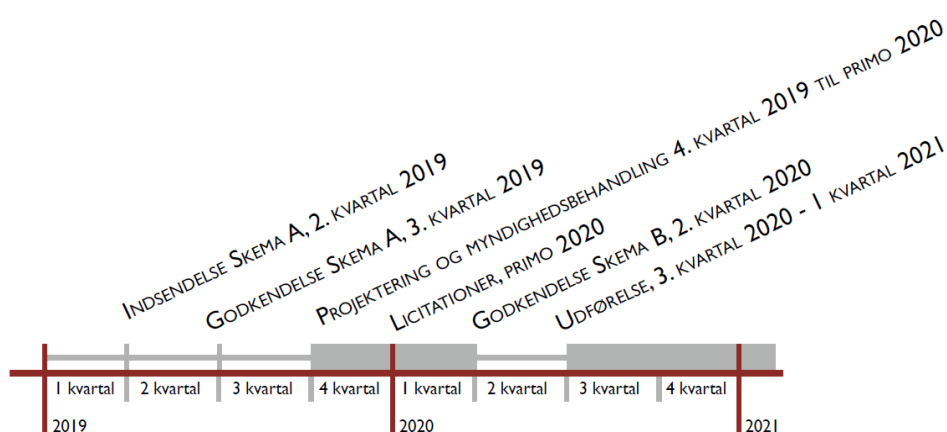 Indsendelse Skema A, 2. kvartal 2019
Godkendelse Skema A, 3. kvartal 2019
Projektering og myndighedsbehandling 4. kvartal 2019 til primo 2020
Licitationer, primo 2020
Godkendelse Skema B, 2. kvartal 2020
Udførelse, 3. kvartal 2020 - 1 kvartal 2021
1 kvartal 2 kvartal 3 kvartal 4 kvartal 1 kvartal 2 kvartal 3 kvartal 4 kvartal
2019 2020 2021